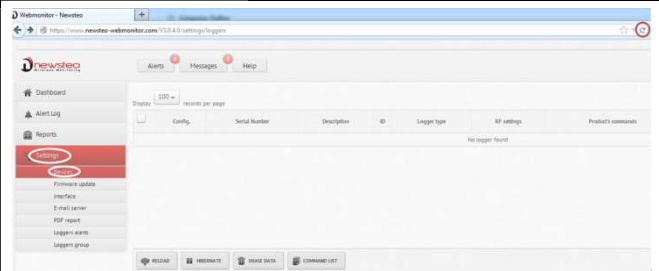 Webmonitor - Newsteo
https://www.newsteo-webmonitor.com/V3.0.4.0/settings/loggers
newsteo
Wireless Monitoring
Alerts
Messages
Help
Dashboard
Alert Log
Reports
Settings
Devices
Firmware update
Interface
E-mail server
PDF report
Loggers alerts
Loggers group
Display 100 records per page
Config. Serial Number Description ID Logger type RF settings Product's commands
No logger found
RELOAD HIBERNATE ERASE DATA COMMAND LIST